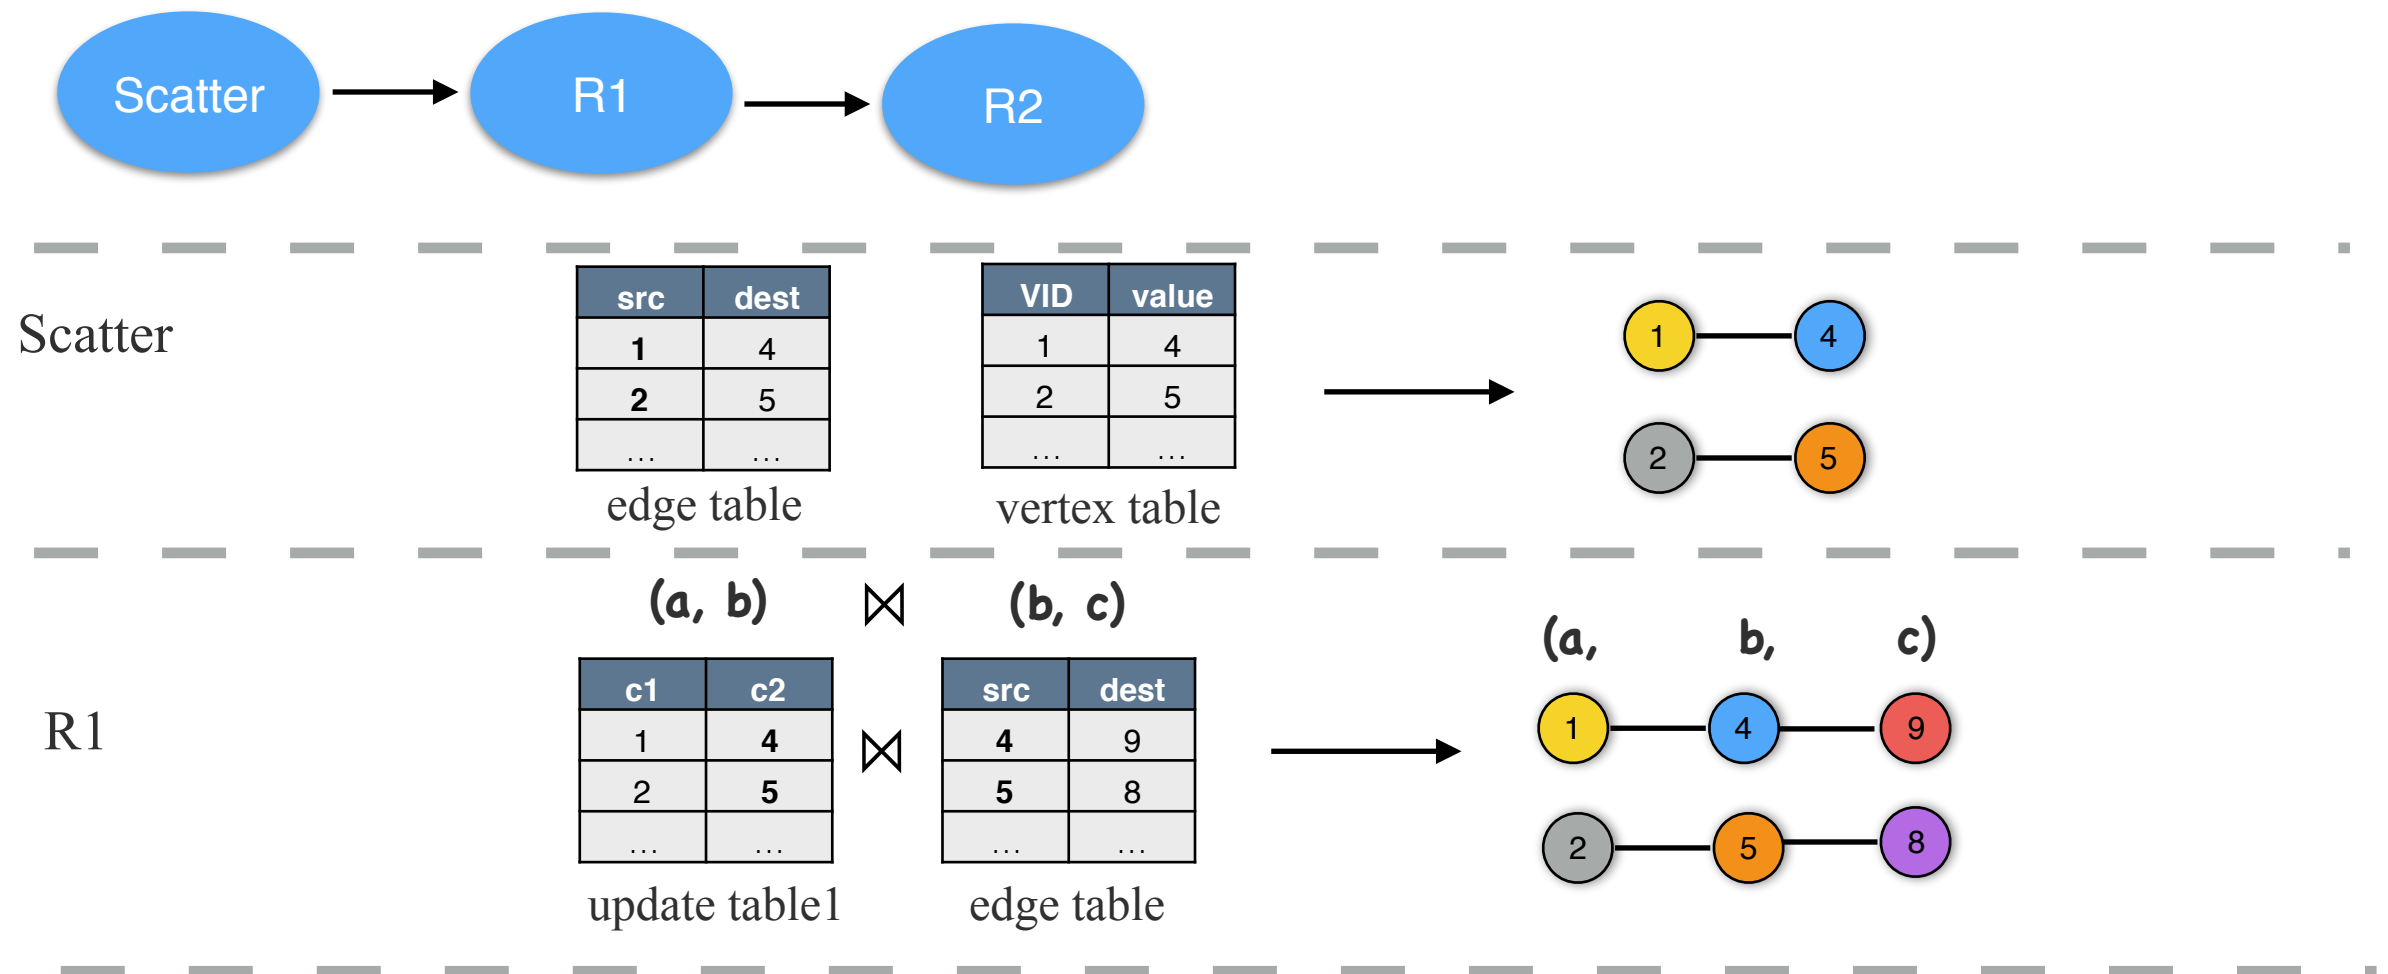 Scatter R1 R2
Scatter
src dest
1 4
2 5
... ...
edge table
VID value
1 4
2 5
... ...
vertex table
1 4
2 5
R1
(a, b) ⋈ (b, c)
c1 c2
1 4
2 5
... ...
update table1
⋈
src dest
4 9
5 8
... ...
edge table
(a, b, c)
1 4 9
2 5 8